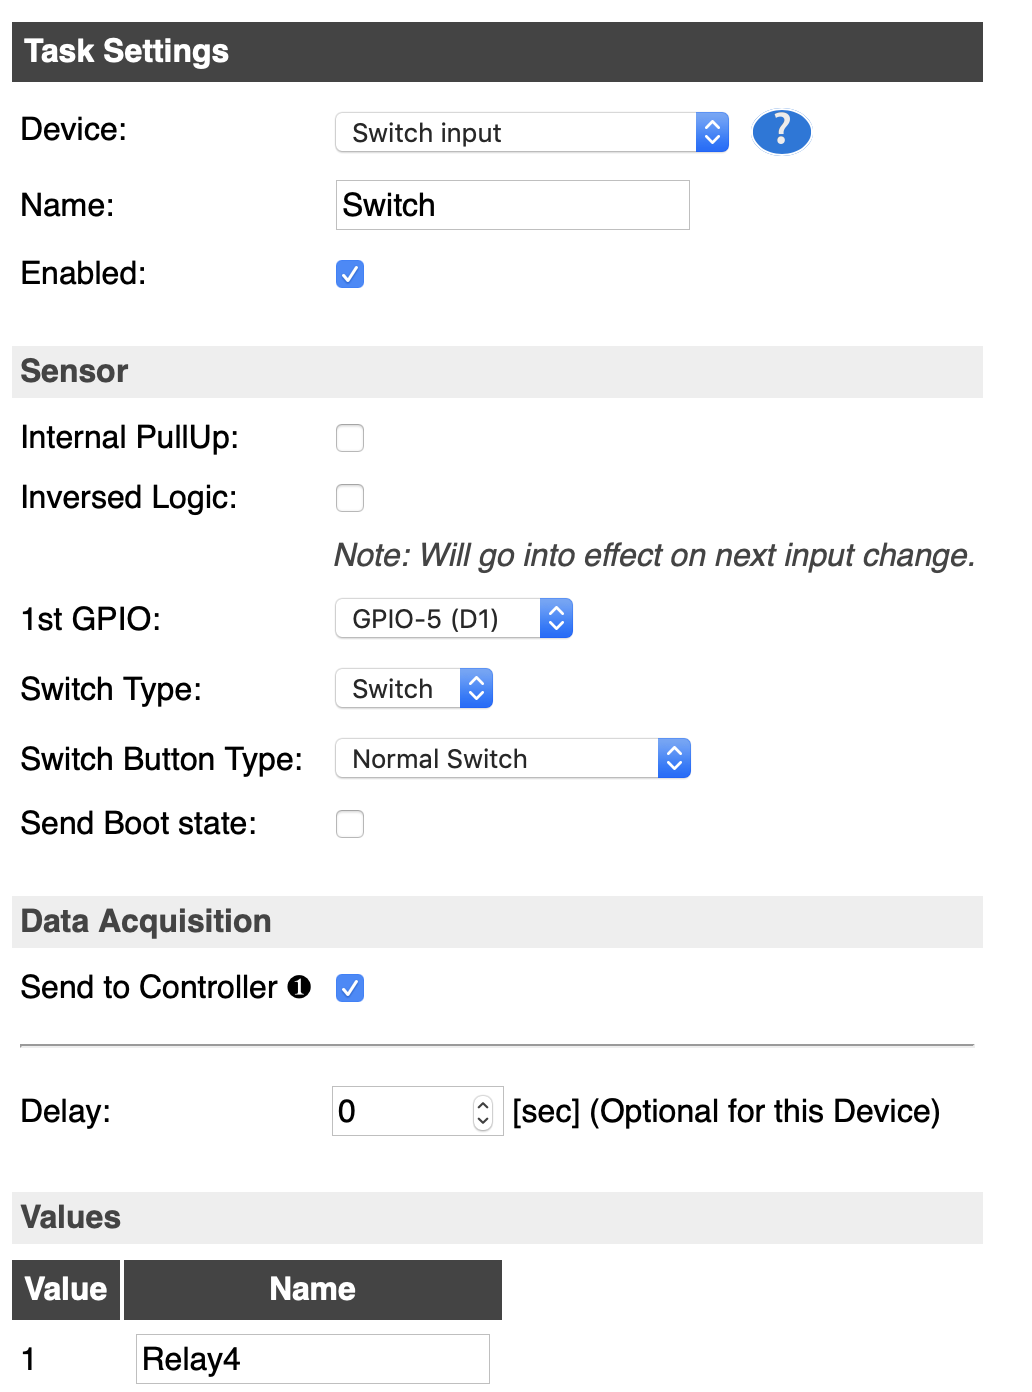 Task Settings
Device: Switch input ?
Name: Switch
Enabled:
Sensor
Internal PullUp:
Inversed Logic:
Note: Will go into effect on next input change.
1st GPIO: GPIO-5 (D1)
Switch Type: Switch
Switch Button Type: Normal Switch
Send Boot state:
Data Acquisition
Send to Controller ❶
Delay: 0 [sec] (Optional for this Device)
Values
Value Name
1 Relay4